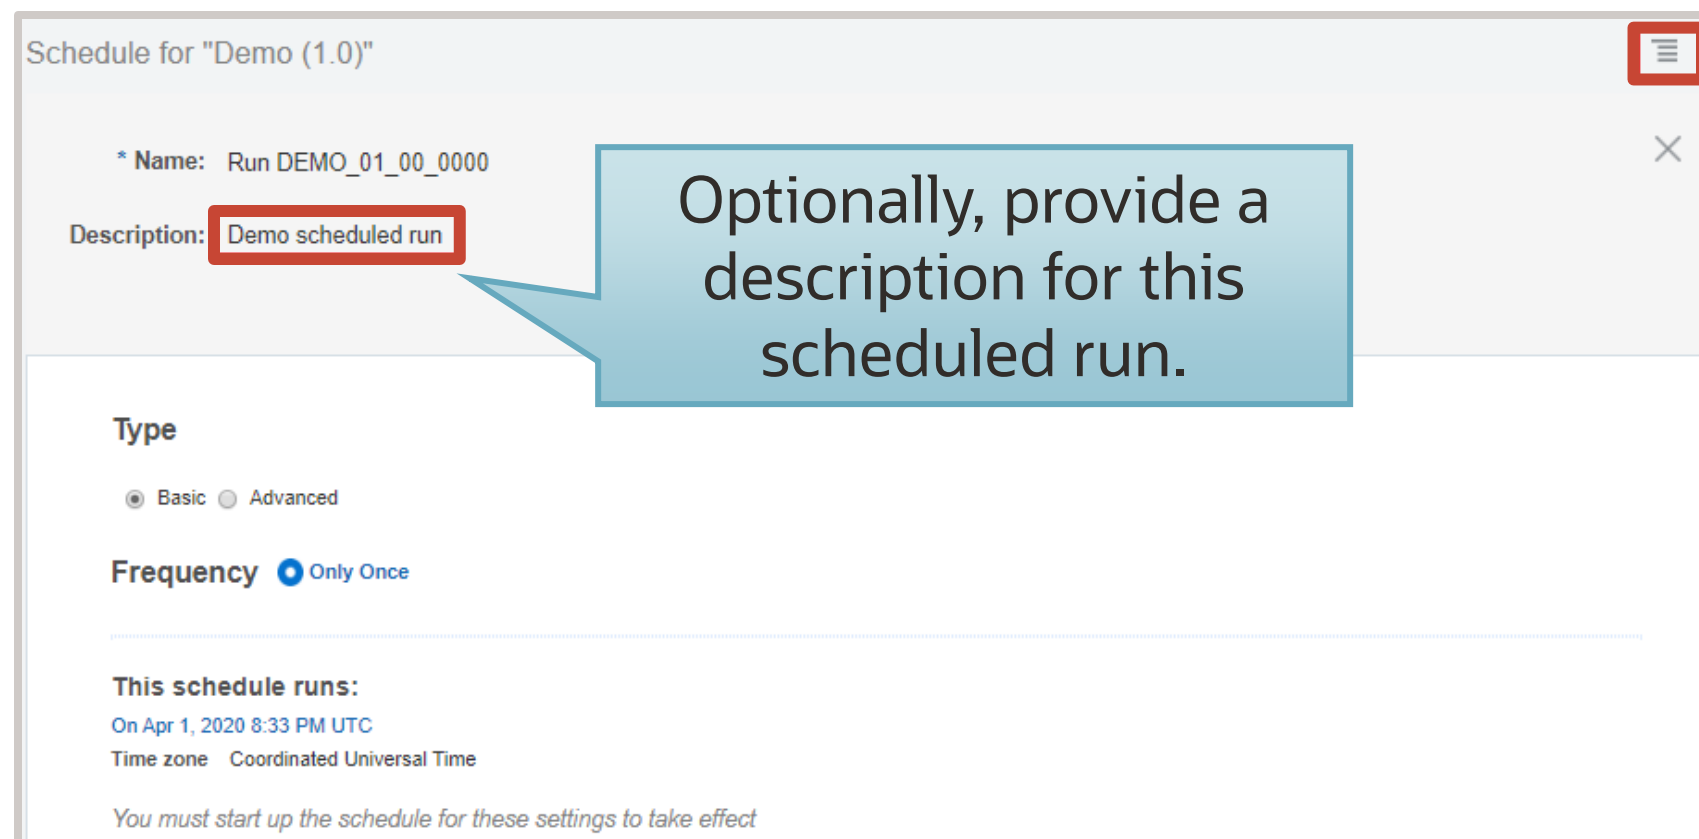 Schedule for "Demo (1.0)"
* Name: Run DEMO_01_00_0000
Description: Demo scheduled run
Optionally, provide a
description for this
scheduled run.
Type
Basic Advanced
Frequency Only Once
This schedule runs:
On Apr 1, 2020 8:33 PM UTC
Time zone Coordinated Universal Time
You must start up the schedule for these settings to take effect